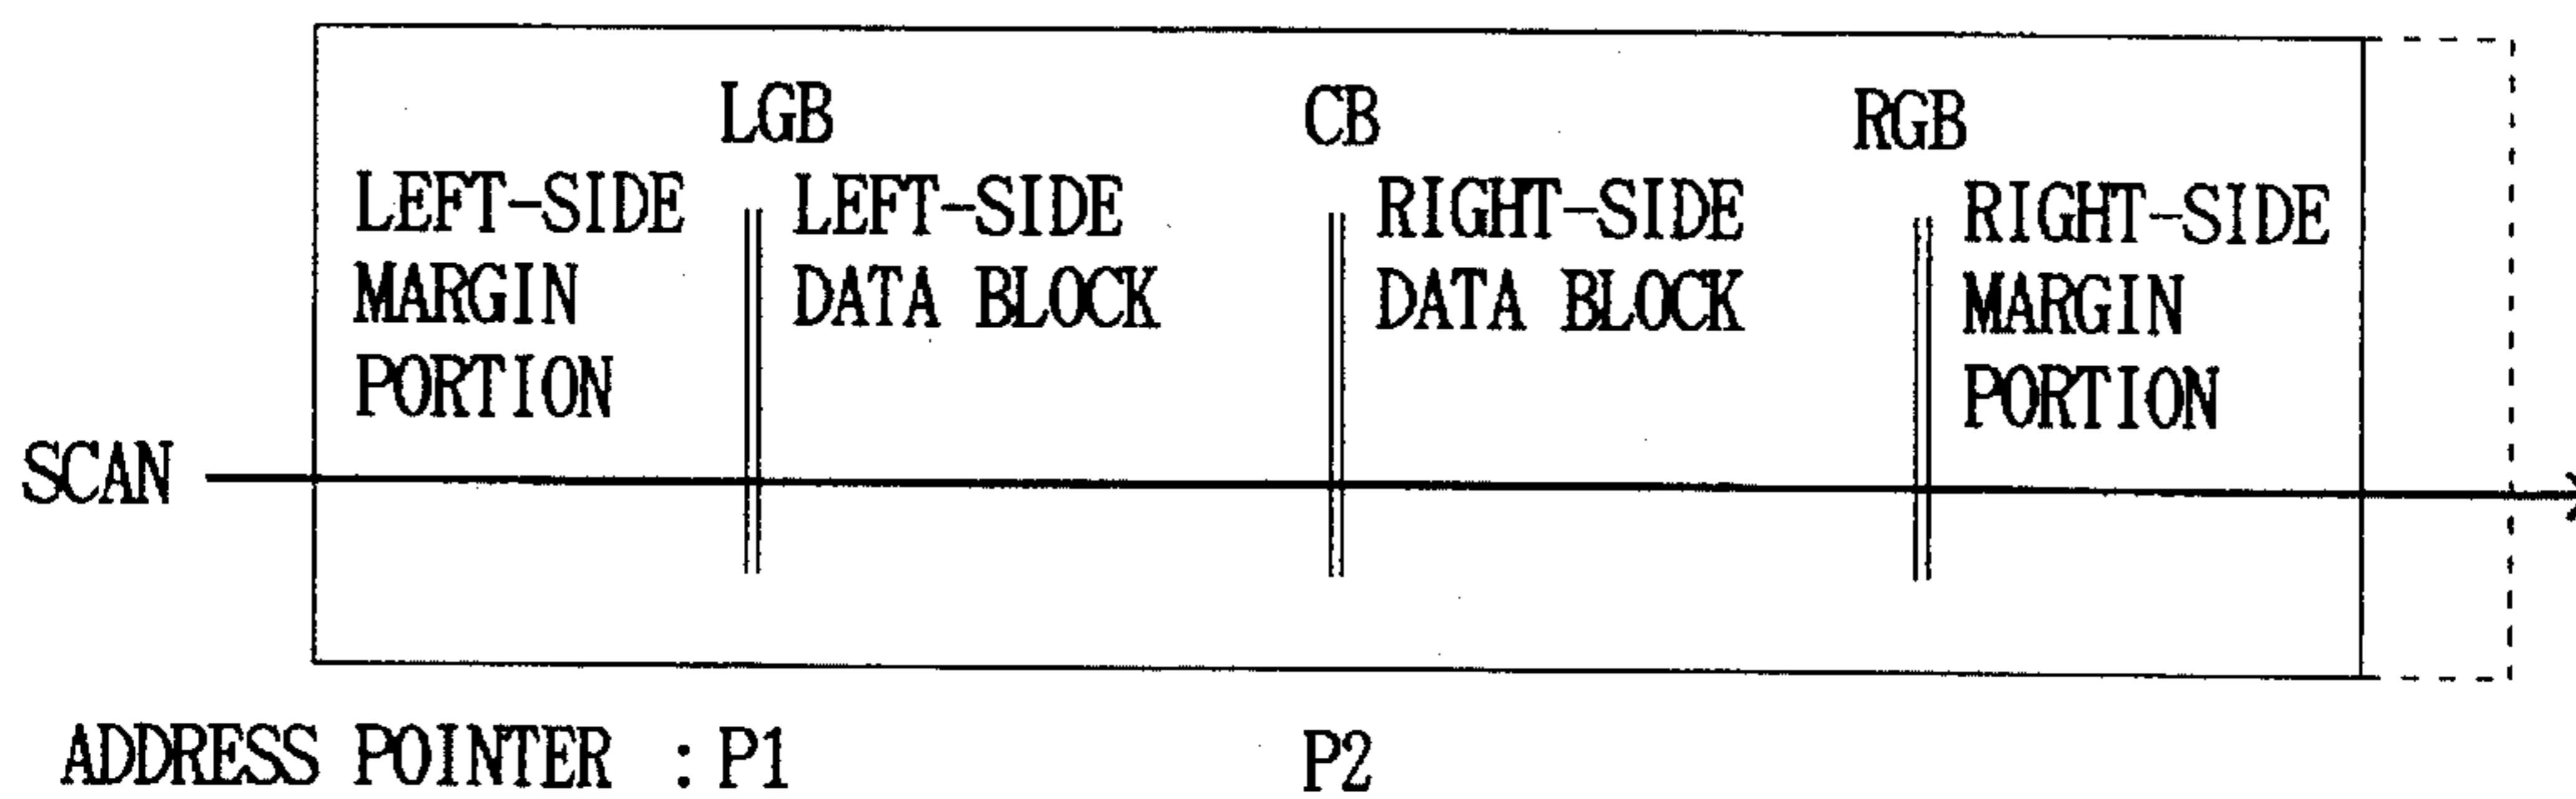 LGB CB RGB
LEFT-SIDE MARGIN PORTION
LEFT-SIDE DATA BLOCK
RIGHT-SIDE DATA BLOCK
RIGHT-SIDE MARGIN PORTION
SCAN
ADDRESS POINTER : P1 P2